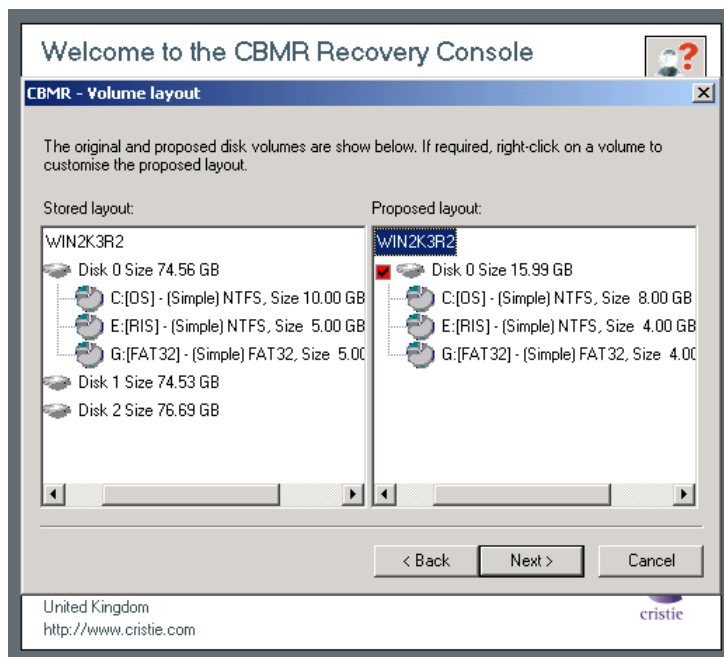 Welcome to the CBMR Recovery Console
?
CBMR - Volume layout
The original and proposed disk volumes are show below. If required, right-click on a volume to
customise the proposed layout.
Stored layout:
WIN2K3R2
Disk 0 Size 74.56 GB
C:[OS] - (Simple) NTFS, Size 10.00 GB
E:[RIS] - (Simple) NTFS, Size 5.00 GB
G:[FAT32] - (Simple) FAT32, Size 5.00
Disk 1 Size 74.53 GB
Disk 2 Size 76.69 GB
Proposed layout:
WIN2K3R2
Disk 0 Size 15.99 GB
C:[OS] - (Simple) NTFS, Size 8.00 GB
E:[RIS] - (Simple) NTFS, Size 4.00 GB
G:[FAT32] - (Simple) FAT32, Size 4.00
< Back
Next >
Cancel
United Kingdom
http://www.cristie.com
cristie